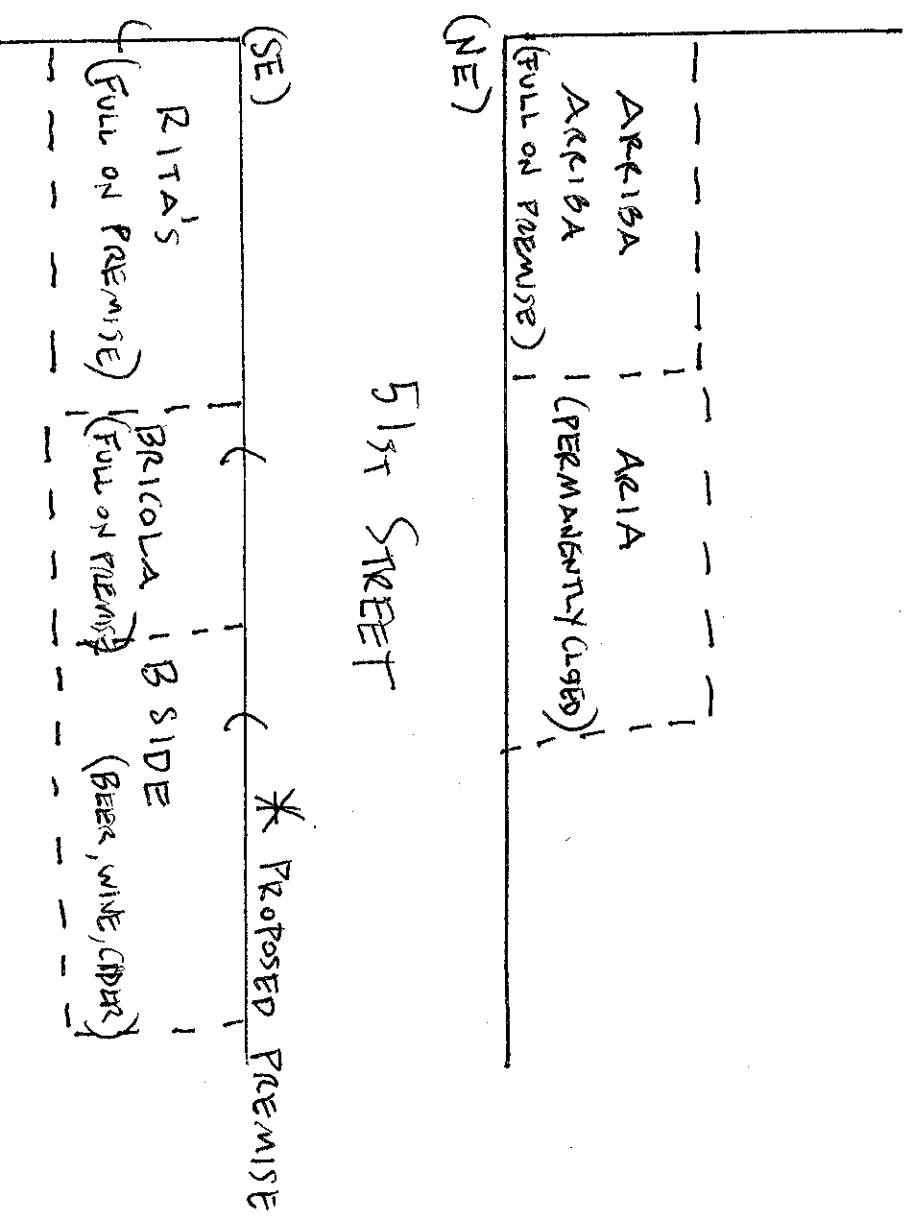 (NE)
ARRIBA
ARRIBA
(FULL ON PREMISE)
ARIA
(PERMANENTLY CLOSED)
51ST STREET
(SE)
* PROPOSED PREMISE
RITA'S
(FULL ON PREMISE)
BRICOLA
(FULL ON PREMISE)
B SIDE
(BEER, WINE, CIDER)